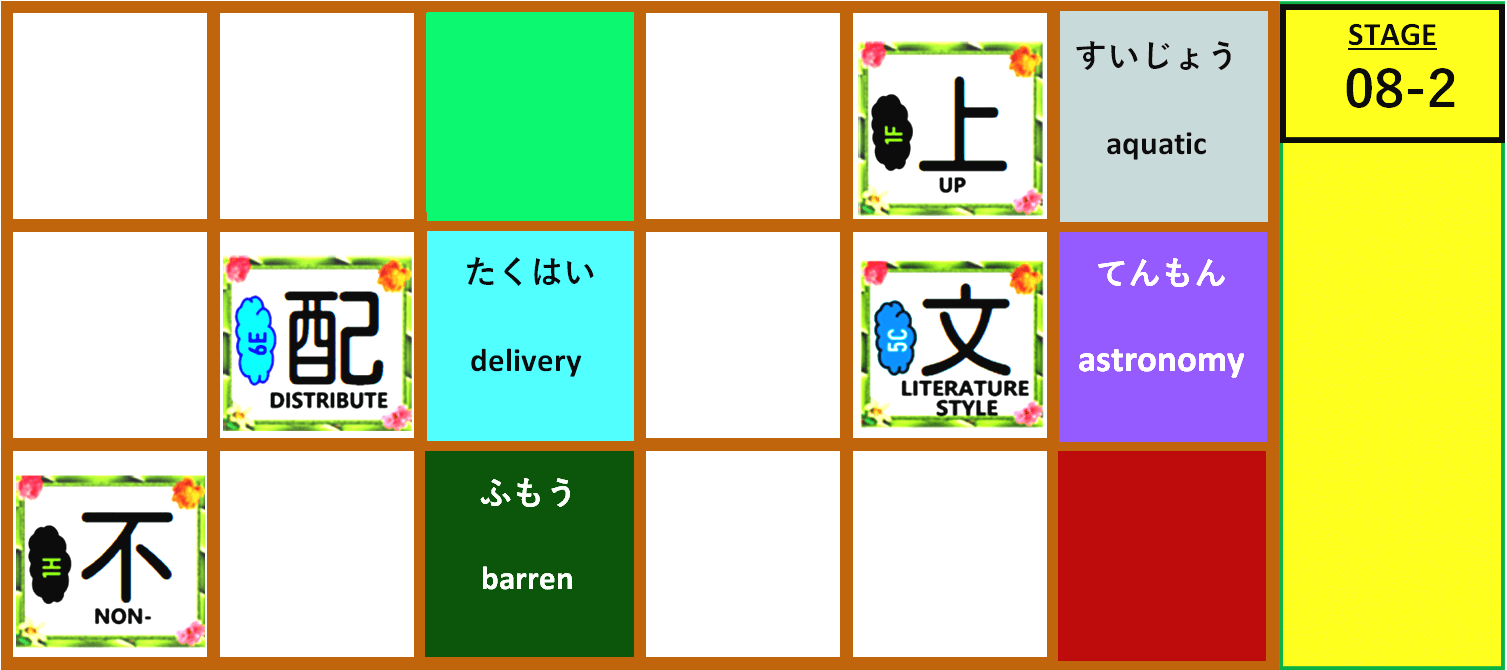 1F
上
UP
すいじょう
aquatic
STAGE
08-2
6E
配
DISTRIBUTE
たくはい
delivery
5C
文
LITERATURE
STYLE
てんもん
astronomy
1H
不
NON-
ふもう
barren